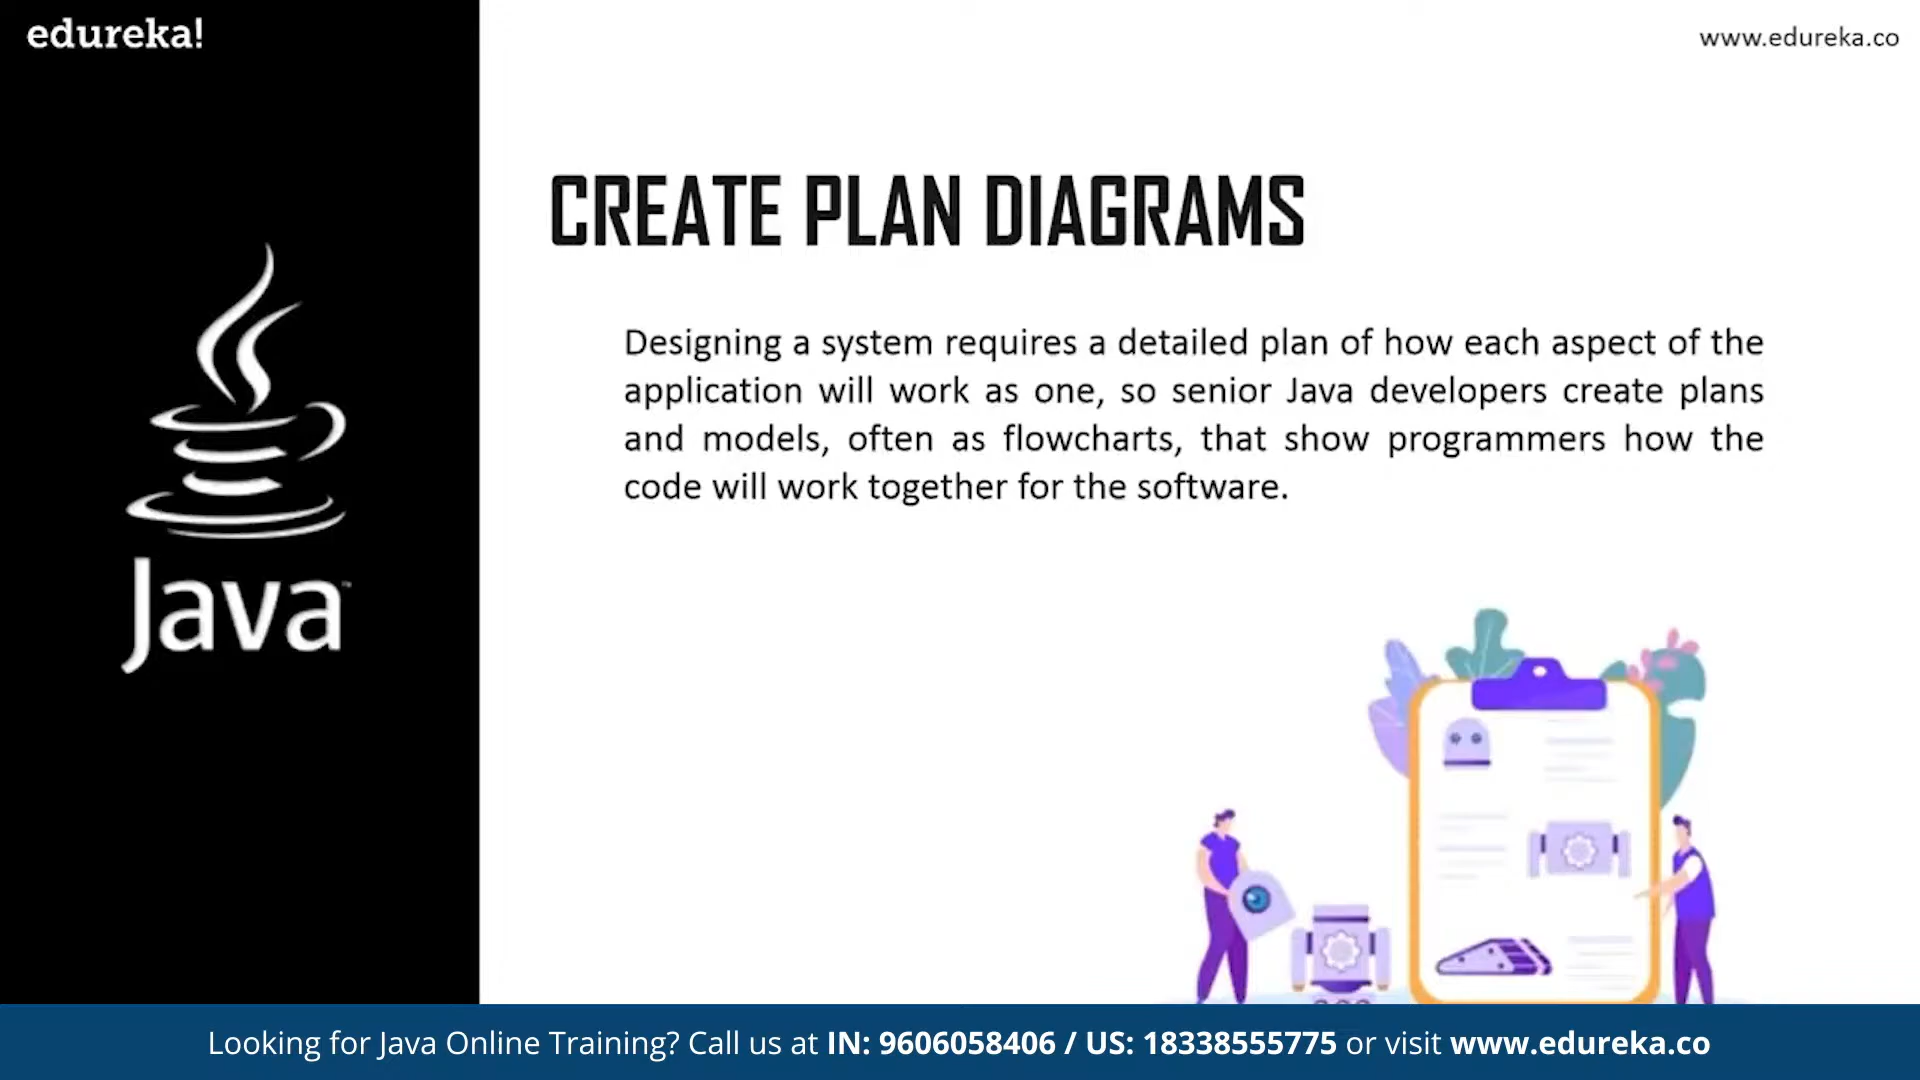 edureka!
www.edureka.co
CREATE PLAN DIAGRAMS
Designing a system requires a detailed plan of how each aspect of the
application will work as one, so senior Java developers create plans
and models, often as flowcharts, that show programmers how the
code will work together for the software.
Java™
Looking for Java Online Training? Call us at IN: 9606058406 / US: 18338555775 or visit www.edureka.co